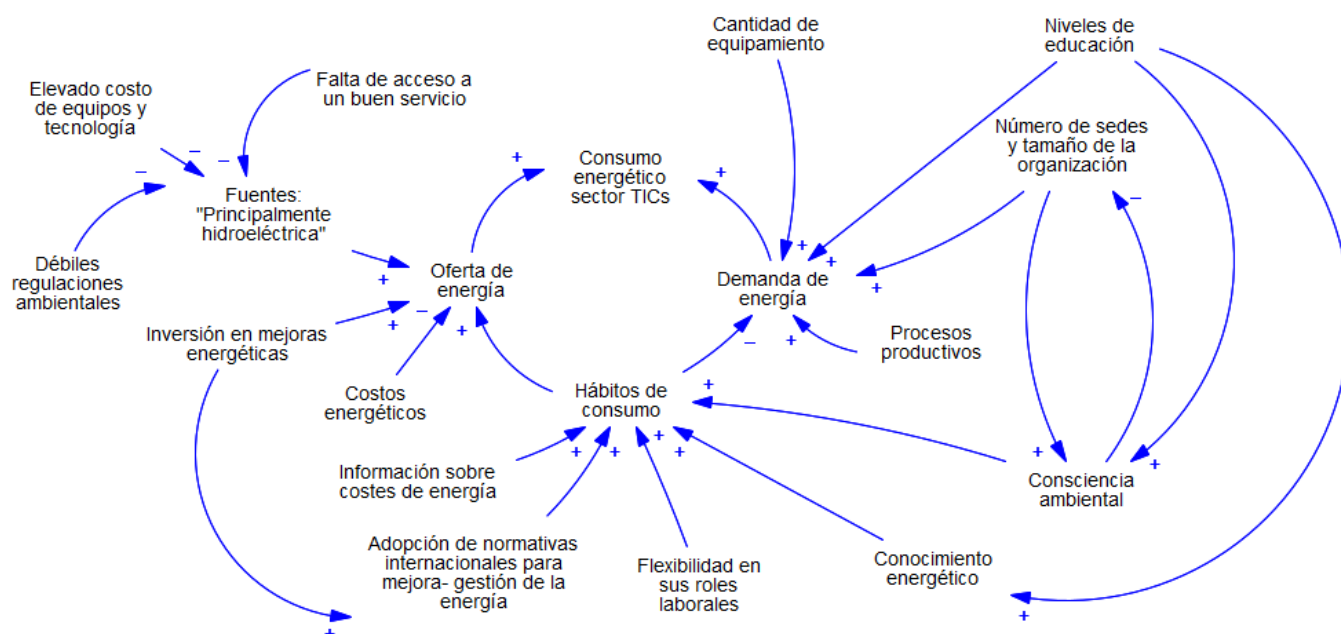 Cantidad de
equipamiento
Niveles de
educación
Elevado costo
de equipos y
tecnología
Falta de acceso a
un buen servicio
Número de sedes
y tamaño de la
organización
Consumo
energético
sector TICs
Fuentes:
"Principalmente
hidroeléctrica"
Débiles
regulaciones
ambientales
Oferta de
energía
Demanda de
energía
Inversión en mejoras
energéticas
Procesos
productivos
Costos
energéticos
Hábitos de
consumo
Información sobre
costes de energía
Consciencia
ambiental
Adopción de normativas
internacionales para
mejora- gestión de la
energía
Flexibilidad en
sus roles
laborales
Conocimiento
energético